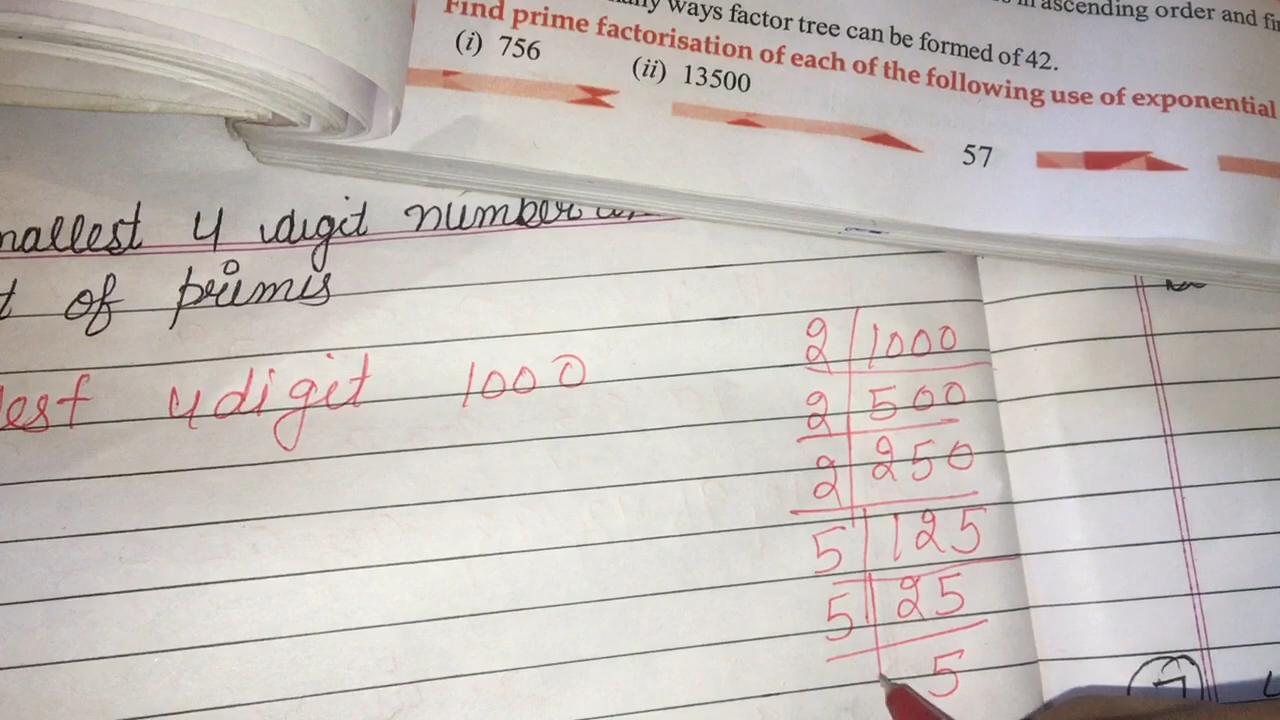 in ascending order and
ways factor tree can be formed of 42.
Find prime factorisation of each of the following use of exponential
(i) 756 (ii) 13500
57
4 digit number
of primes
4 digit 1000
2 1000
2 500
2 250
5 125
5 25
5
7